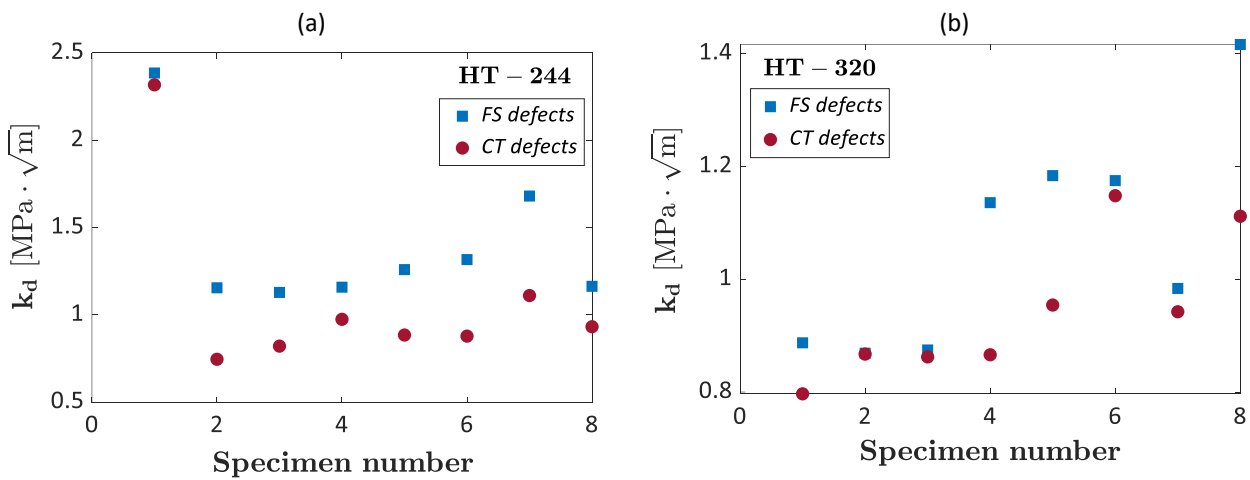 (a)
HT – 244
FS defects
CT defects
2.5
2
1.5
1
0.5
0 2 4 6 8
k_d [MPa · √m]
Specimen number
(b)
HT – 320
FS defects
CT defects
1.4
1.2
1
0.8
0 2 4 6 8
k_d [MPa · √m]
Specimen number